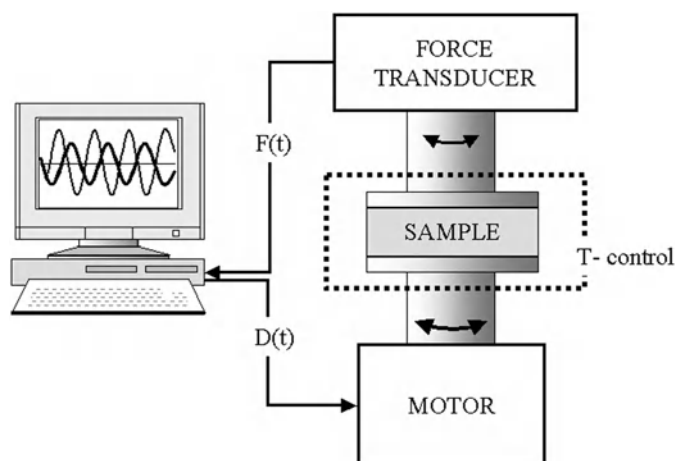 FORCE
TRANSDUCER
F(t)
SAMPLE
T- control
D(t)
MOTOR